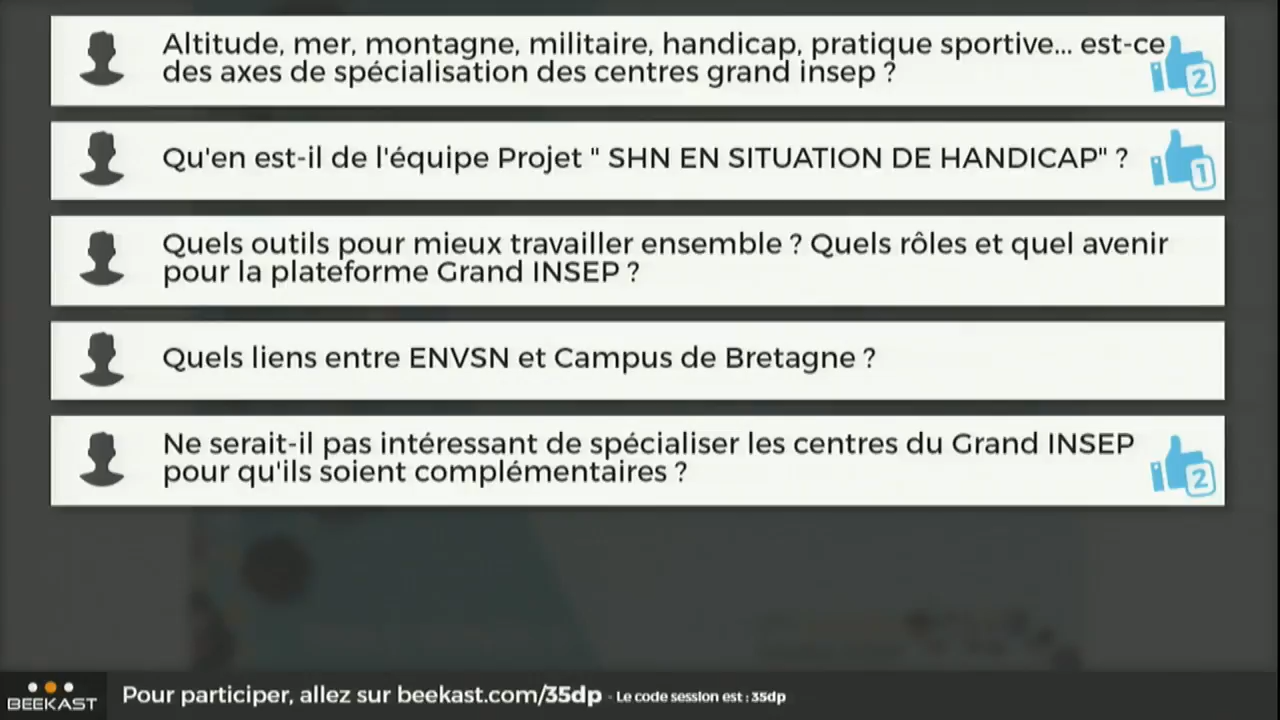 Altitude, mer, montagne, militaire, handicap, pratique sportive... est-ce
des axes de spécialisation des centres grand insep ?
2
Qu'en est-il de l'équipe Projet " SHN EN SITUATION DE HANDICAP" ?
1
Quels outils pour mieux travailler ensemble ? Quels rôles et quel avenir
pour la plateforme Grand INSEP ?
Quels liens entre ENVSN et Campus de Bretagne ?
Ne serait-il pas intéressant de spécialiser les centres du Grand INSEP
pour qu'ils soient complémentaires ?
2
BEEKAST
Pour participer, allez sur beekast.com/35dp - Le code session est : 35dp